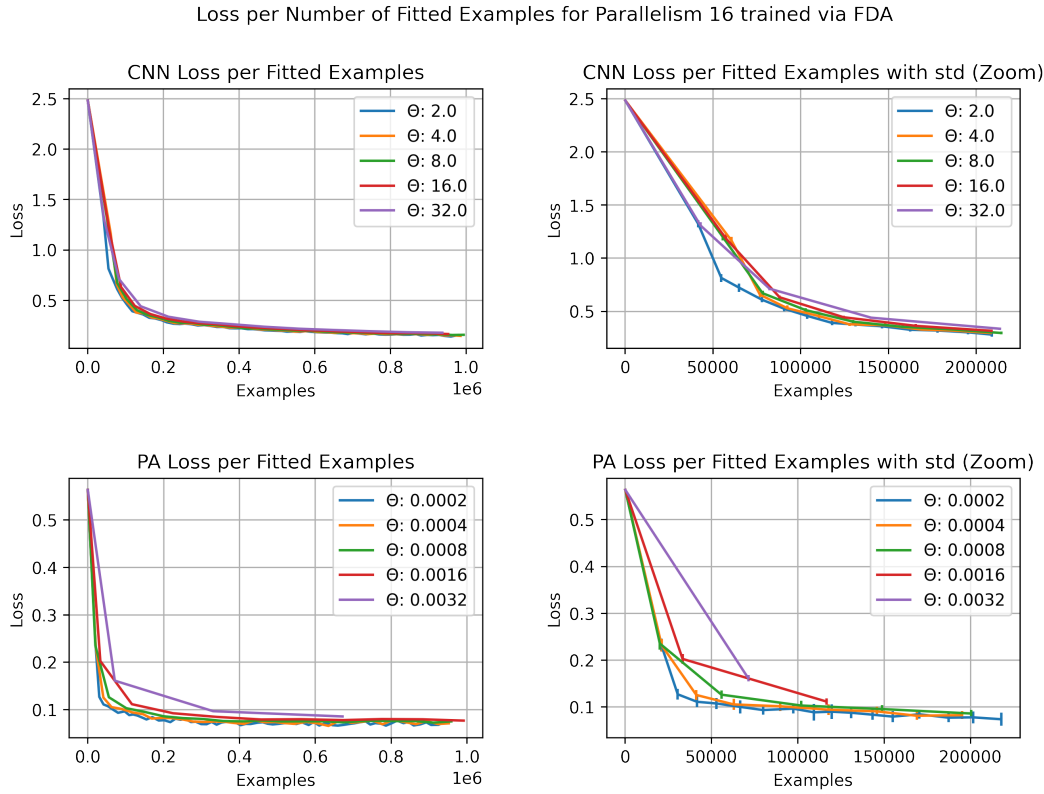 Loss per Number of Fitted Examples for Parallelism 16 trained via FDA
CNN Loss per Fitted Examples
2.5
2.0
1.5
1.0
0.5
Loss
Θ: 2.0
Θ: 4.0
Θ: 8.0
Θ: 16.0
Θ: 32.0
0.0
0.2
0.4
0.6
0.8
1.0
1e6
Examples
CNN Loss per Fitted Examples with std (Zoom)
2.5
2.0
1.5
1.0
0.5
Loss
Θ: 2.0
Θ: 4.0
Θ: 8.0
Θ: 16.0
Θ: 32.0
0
50000
100000
150000
200000
Examples
PA Loss per Fitted Examples
0.5
0.4
0.3
0.2
0.1
Loss
Θ: 0.0002
Θ: 0.0004
Θ: 0.0008
Θ: 0.0016
Θ: 0.0032
0.0
0.2
0.4
0.6
0.8
1.0
1e6
Examples
PA Loss per Fitted Examples with std (Zoom)
0.5
0.4
0.3
0.2
0.1
Loss
Θ: 0.0002
Θ: 0.0004
Θ: 0.0008
Θ: 0.0016
Θ: 0.0032
0
50000
100000
150000
200000
Examples